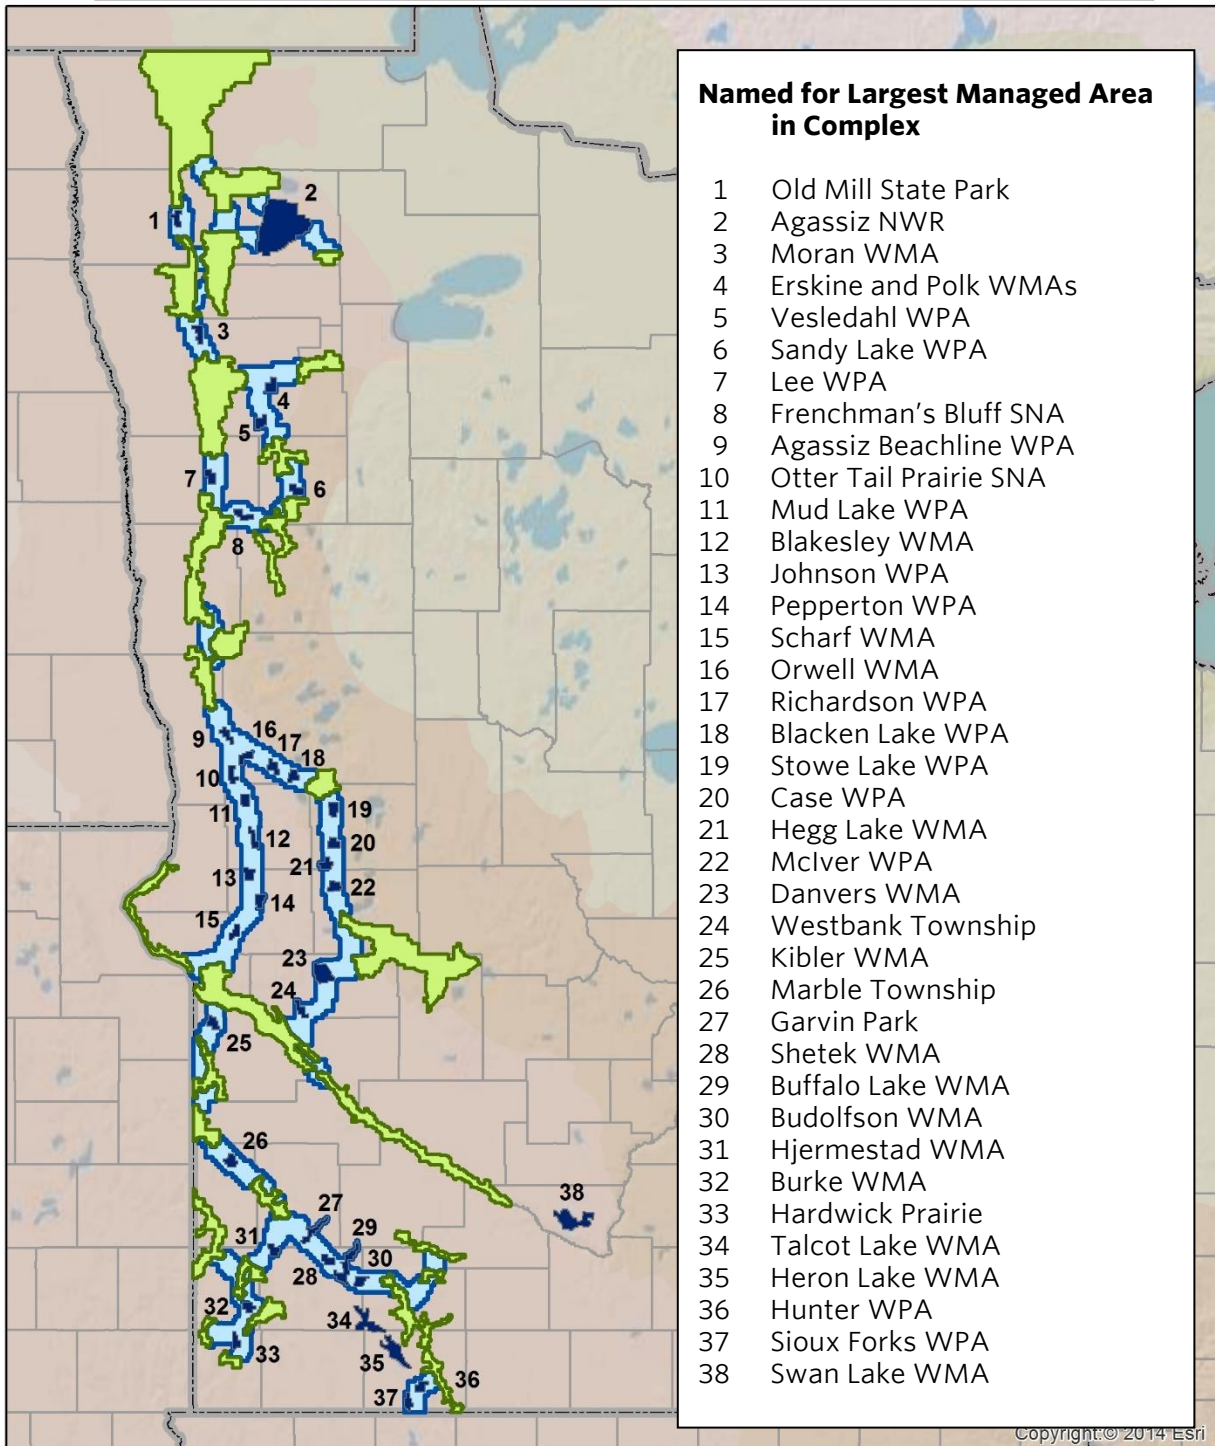 Named for Largest Managed Area
in Complex
1 Old Mill State Park
2 Agassiz NWR
3 Moran WMA
4 Erskine and Polk WMAs
5 Vesledahl WPA
6 Sandy Lake WPA
7 Lee WPA
8 Frenchman's Bluff SNA
9 Agassiz Beachline WPA
10 Otter Tail Prairie SNA
11 Mud Lake WPA
12 Blakesley WMA
13 Johnson WPA
14 Pepperton WPA
15 Scharf WMA
16 Orwell WMA
17 Richardson WPA
18 Blacken Lake WPA
19 Stowe Lake WPA
20 Case WPA
21 Hegg Lake WMA
22 McIver WPA
23 Danvers WMA
24 Westbank Township
25 Kibler WMA
26 Marble Township
27 Garvin Park
28 Shetek WMA
29 Buffalo Lake WMA
30 Budolfson WMA
31 Hjermestad WMA
32 Burke WMA
33 Hardwick Prairie
34 Talcot Lake WMA
35 Heron Lake WMA
36 Hunter WPA
37 Sioux Forks WPA
38 Swan Lake WMA
2
1
3
4
5
7
6
8
9
16
17
18
10
11
19
12
20
21
13
22
14
15
23
24
25
26
38
27
31
29
28
30
32
34
33
35
36
37
Copyright:© 2014 Esri